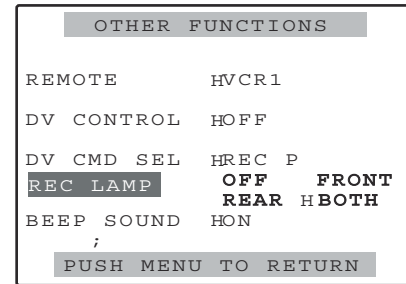 OTHER FUNCTIONS
REMOTE HVCR1
DV CONTROL HOFF
DV CMD SEL HREC P
REC LAMP OFF FRONT
REAR HBOTH
BEEP SOUND HON
;
PUSH MENU TO RETURN